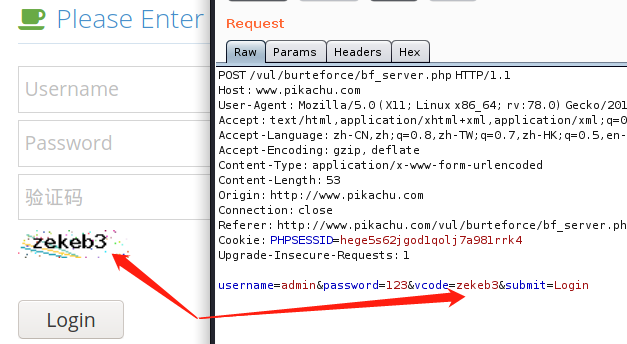 Please Enter
Username
Password
验证码
zekeb3
Login
Request
Raw
Params
Headers
Hex
POST /vul/burteforce/bf_server.php HTTP/1.1
Host: www.pikachu.com
User-Agent: Mozilla/5.0 (X11; Linux x86_64; rv:78.0) Gecko/201
Accept: text/html,application/xhtml+xml,application/xml;q=0
Accept-Language: zh-CN,zh;q=0.8,zh-TW;q=0.7,zh-HK;q=0.5,en-
Accept-Encoding: gzip, deflate
Content-Type: application/x-www-form-urlencoded
Content-Length: 53
Origin: http://www.pikachu.com
Connection: close
Referer: http://www.pikachu.com/vul/burteforce/bf_server.ph
Cookie: PHPSESSID=hege5s62jgod1qolj7a981rrk4
Upgrade-Insecure-Requests: 1
username=admin&password=123&vcode=zekeb3&submit=Login